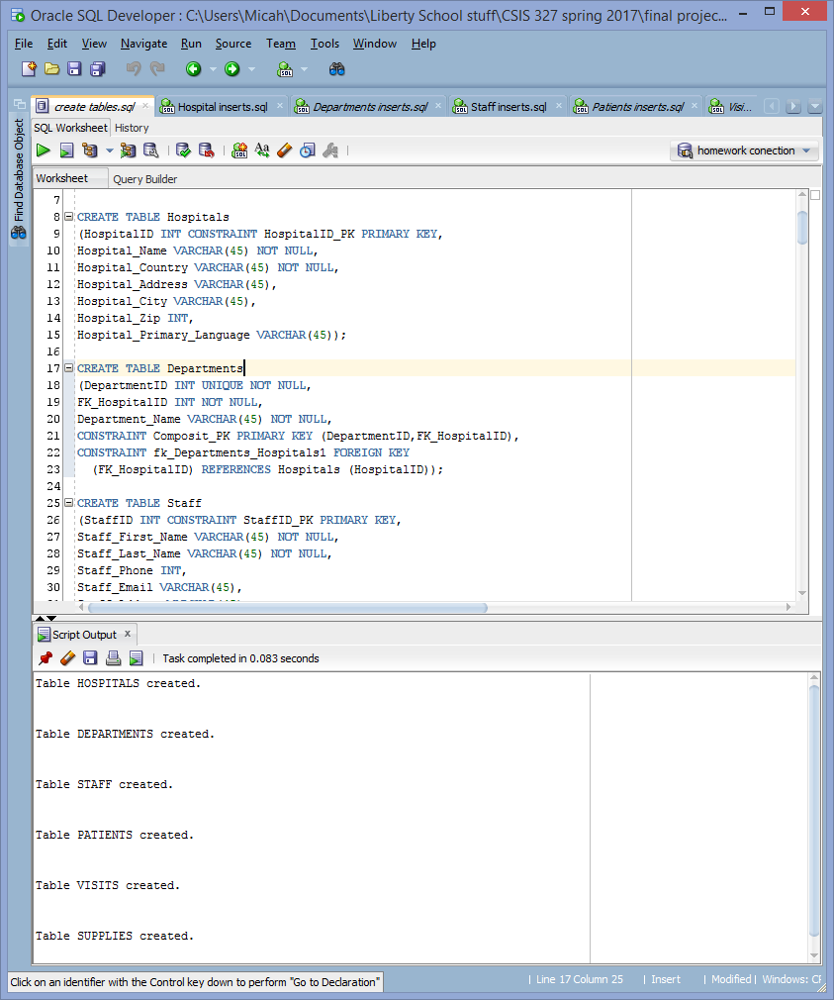 Oracle SQL Developer : C:\Users\Micah\Documents\Liberty School stuff\CSIS 327 spring 2017\final projec...
File Edit View Navigate Run Source Team Tools Window Help
create tables.sql Hospital inserts.sql Departments inserts.sql Staff inserts.sql Patients inserts.sql Visi...
Find Database Object
SQL Worksheet History
homework conection
Worksheet Query Builder
7
8 CREATE TABLE Hospitals
9 (HospitalID INT CONSTRAINT HospitalID_PK PRIMARY KEY,
10 Hospital_Name VARCHAR(45) NOT NULL,
11 Hospital_Country VARCHAR(45) NOT NULL,
12 Hospital_Address VARCHAR(45),
13 Hospital_City VARCHAR(45),
14 Hospital_Zip INT,
15 Hospital_Primary_Language VARCHAR(45));
16
17 CREATE TABLE Departments
18 (DepartmentID INT UNIQUE NOT NULL,
19 FK_HospitalID INT NOT NULL,
20 Department_Name VARCHAR(45) NOT NULL,
21 CONSTRAINT Composit_PK PRIMARY KEY (DepartmentID,FK_HospitalID),
22 CONSTRAINT fk_Departments_Hospitals1 FOREIGN KEY
23 (FK_HospitalID) REFERENCES Hospitals (HospitalID));
24
25 CREATE TABLE Staff
26 (StaffID INT CONSTRAINT StaffID_PK PRIMARY KEY,
27 Staff_First_Name VARCHAR(45) NOT NULL,
28 Staff_Last_Name VARCHAR(45) NOT NULL,
29 Staff_Phone INT,
30 Staff_Email VARCHAR(45),
Script Output
Task completed in 0.083 seconds
Table HOSPITALS created.
Table DEPARTMENTS created.
Table STAFF created.
Table PATIENTS created.
Table VISITS created.
Table SUPPLIES created.
Click on an identifier with the Control key down to perform "Go to Declaration"
Line 17 Column 25 | Insert | Modified | Windows: CF